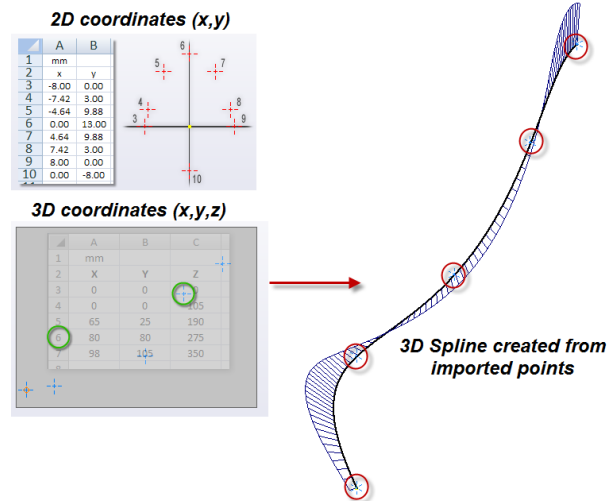 2D coordinates (x,y)
A B
1 mm
2 x y
3 -8.00 0.00
4 -7.42 3.00
5 -4.64 9.88
6 0.00 13.00
7 4.64 9.88
8 7.42 3.00
9 8.00 0.00
10 0.00 -8.00
6
5 7
4 8
3 9
10
3D coordinates (x,y,z)
A B C
1 mm
2 X Y Z
3 0 0
4 0 0 105
5 65 25 190
6 80 80 275
7 98 105 350
3D Spline created from
imported points